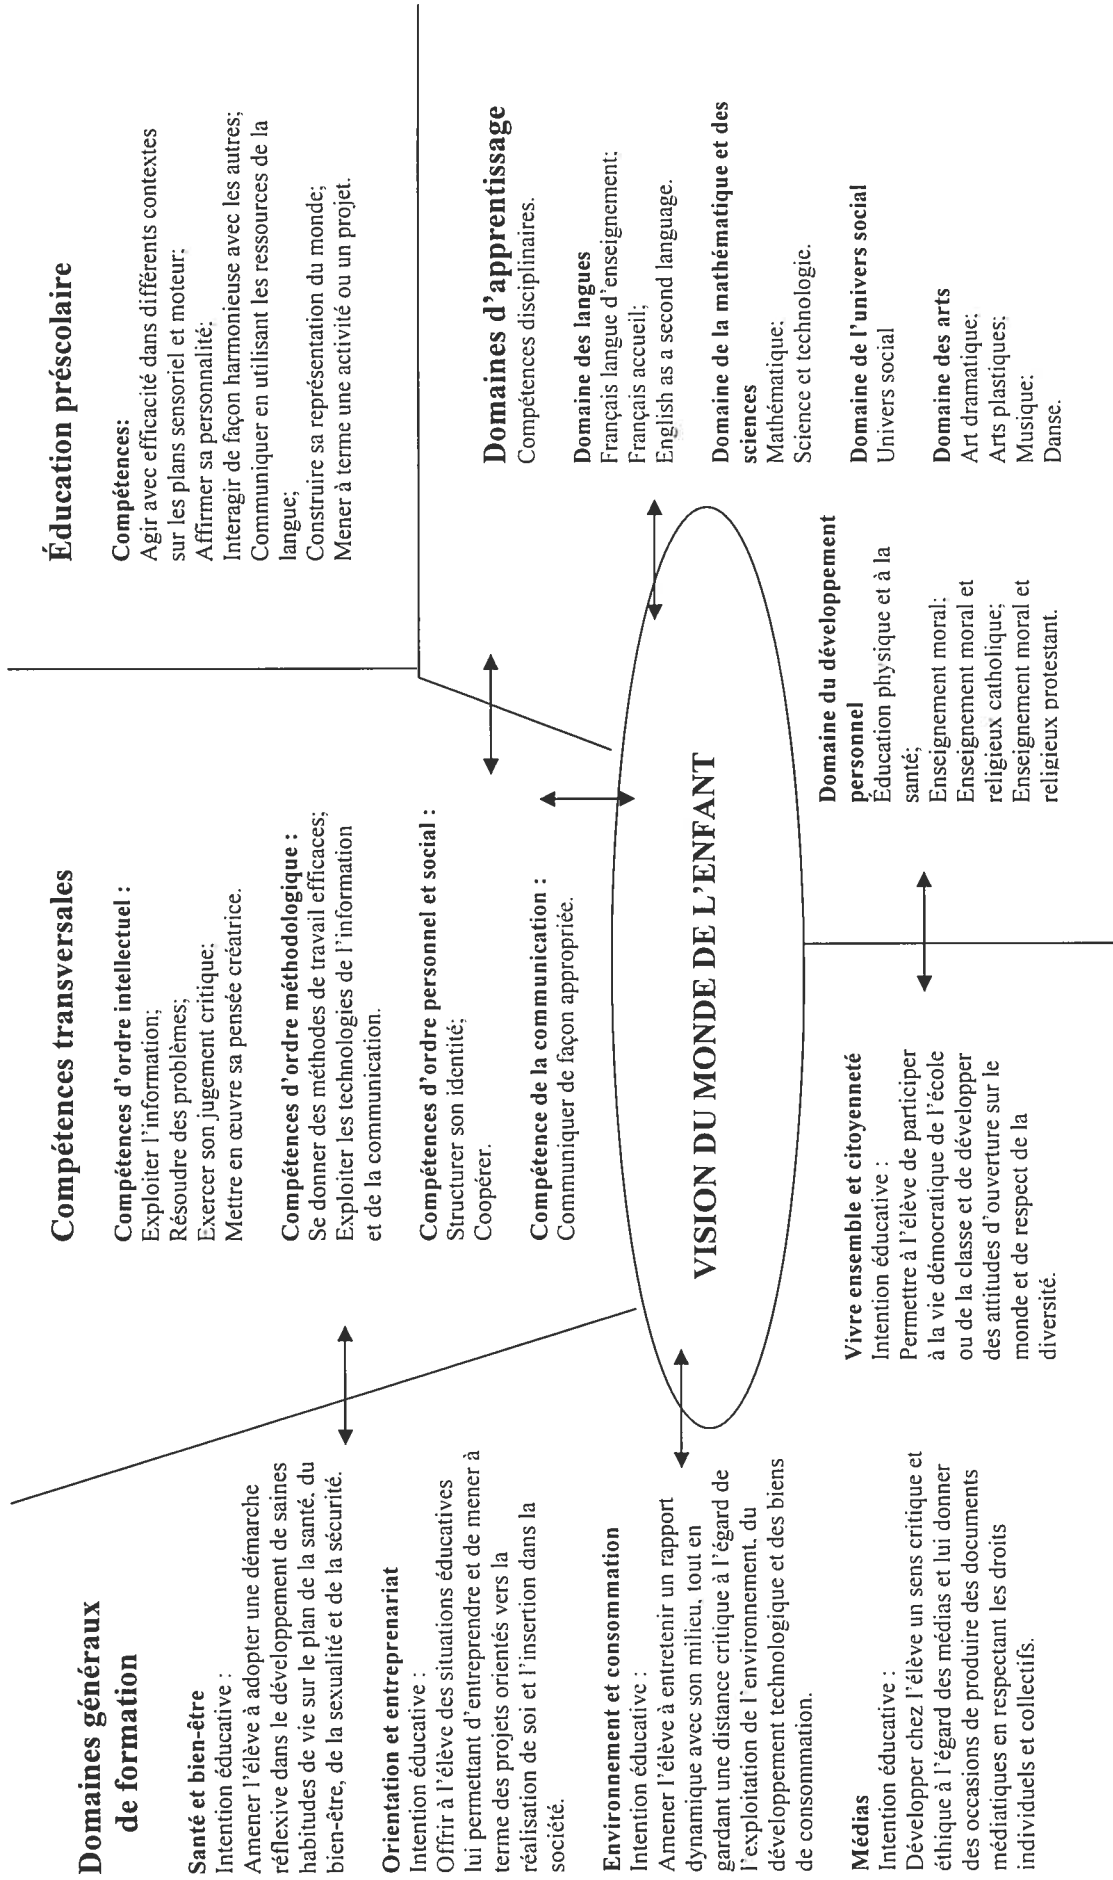 Domaines généraux
de formation
Santé et bien-être
Intention éducative :
Amener l'élève à adopter une démarche
réflexive dans le développement de saines
habitudes de vie sur le plan de la santé, du
bien-être, de la sexualité et de la sécurité.
Orientation et entreprenariat
Intention éducative :
Offrir à l'élève des situations éducatives
lui permettant d'entreprendre et de mener à
terme des projets orientés vers la
réalisation de soi et l'insertion dans la
société.
Environnement et consommation
Intention éducative :
Amener l'élève à entretenir un rapport
dynamique avec son milieu, tout en
gardant une distance critique à l'égard de
l'exploitation de l'environnement, du
développement technologique et des biens
de consommation.
Médias
Intention éducative :
Développer chez l'élève un sens critique et
éthique à l'égard des médias et lui donner
des occasions de produire des documents
médiatiques en respectant les droits
individuels et collectifs.
Vivre ensemble et citoyenneté
Intention éducative :
Permettre à l'élève de participer
à la vie démocratique de l'école
ou de la classe et de développer
des attitudes d'ouverture sur le
monde et de respect de la
diversité.
Compétences transversales
Compétences d'ordre intellectuel :
Exploiter l'information;
Résoudre des problèmes;
Exercer son jugement critique;
Mettre en œuvre sa pensée créatrice.
Compétences d'ordre méthodologique :
Se donner des méthodes de travail efficaces;
Exploiter les technologies de l'information
et de la communication.
Compétences d'ordre personnel et social :
Structurer son identité;
Coopérer.
Compétence de la communication :
Communiquer de façon appropriée.
VISION DU MONDE DE L'ENFANT
Éducation préscolaire
Compétences:
Agir avec efficacité dans différents contextes
sur les plans sensoriel et moteur;
Affirmer sa personnalité;
Interagir de façon harmonieuse avec les autres;
Communiquer en utilisant les ressources de la
langue;
Construire sa représentation du monde;
Mener à terme une activité ou un projet.
Domaines d'apprentissage
Compétences disciplinaires.
Domaine des langues
Français langue d'enseignement;
Français accueil;
English as a second language.
Domaine de la mathématique et des
sciences
Mathématique;
Science et technologie.
Domaine de l'univers social
Univers social
Domaine des arts
Art dramatique;
Arts plastiques;
Musique;
Danse.
Domaine du développement
personnel
Éducation physique et à la
santé;
Enseignement moral;
Enseignement moral et
religieux catholique;
Enseignement moral et
religieux protestant.